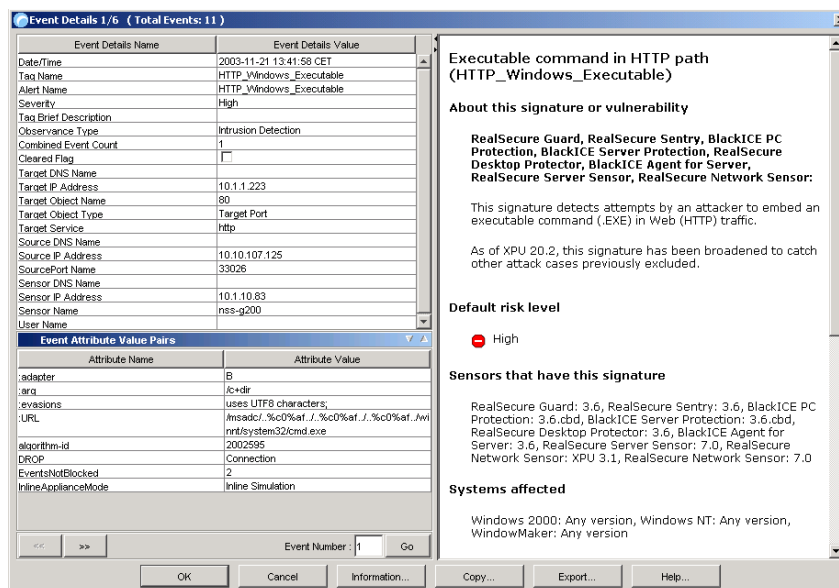 Event Details 1/6 ( Total Events: 11 )
Event Details Name Event Details Value
Date/Time 2003-11-21 13:41:58 CET
Tag Name HTTP_Windows_Executable
Alert Name HTTP_Windows_Executable
Severity High
Tag Brief Description
Observance Type Intrusion Detection
Combined Event Count 1
Cleared Flag
Target DNS Name
Target IP Address 10.1.1.223
Target Object Name 80
Target Object Type Target Port
Target Service http
Source DNS Name
Source IP Address 10.10.107.125
SourcePort Name 33026
Sensor DNS Name
Sensor IP Address 10.1.10.83
Sensor Name nss-g200
User Name
Event Attribute Value Pairs
Attribute Name Attribute Value
:adapter B
:arg /c+dir
:evasions uses UTF8 characters;
:URL /msadc/..%c0%af../..%c0%af../..%c0%af../wi
nnt/system32/cmd.exe
algorithm-id 2002595
DROP Connection
EventsNotBlocked 2
InlineApplianceMode Inline Simulation
<< >> Event Number : 1 Go
Executable command in HTTP path
(HTTP_Windows_Executable)
About this signature or vulnerability
RealSecure Guard, RealSecure Sentry, BlackICE PC
Protection, BlackICE Server Protection, RealSecure
Desktop Protector, BlackICE Agent for Server,
RealSecure Server Sensor, RealSecure Network Sensor:
This signature detects attempts by an attacker to embed an
executable command (.EXE) in Web (HTTP) traffic.
As of XPU 20.2, this signature has been broadened to catch
other attack cases previously excluded.
Default risk level
High
Sensors that have this signature
RealSecure Guard: 3.6, RealSecure Sentry: 3.6, BlackICE PC
Protection: 3.6.cbd, BlackICE Server Protection: 3.6.cbd,
RealSecure Desktop Protector: 3.6, BlackICE Agent for
Server: 3.6, RealSecure Server Sensor: 7.0, RealSecure
Network Sensor: XPU 3.1, RealSecure Network Sensor: 7.0
Systems affected
Windows 2000: Any version, Windows NT: Any version,
WindowMaker: Any version
OK Cancel Information... Copy... Export... Help...